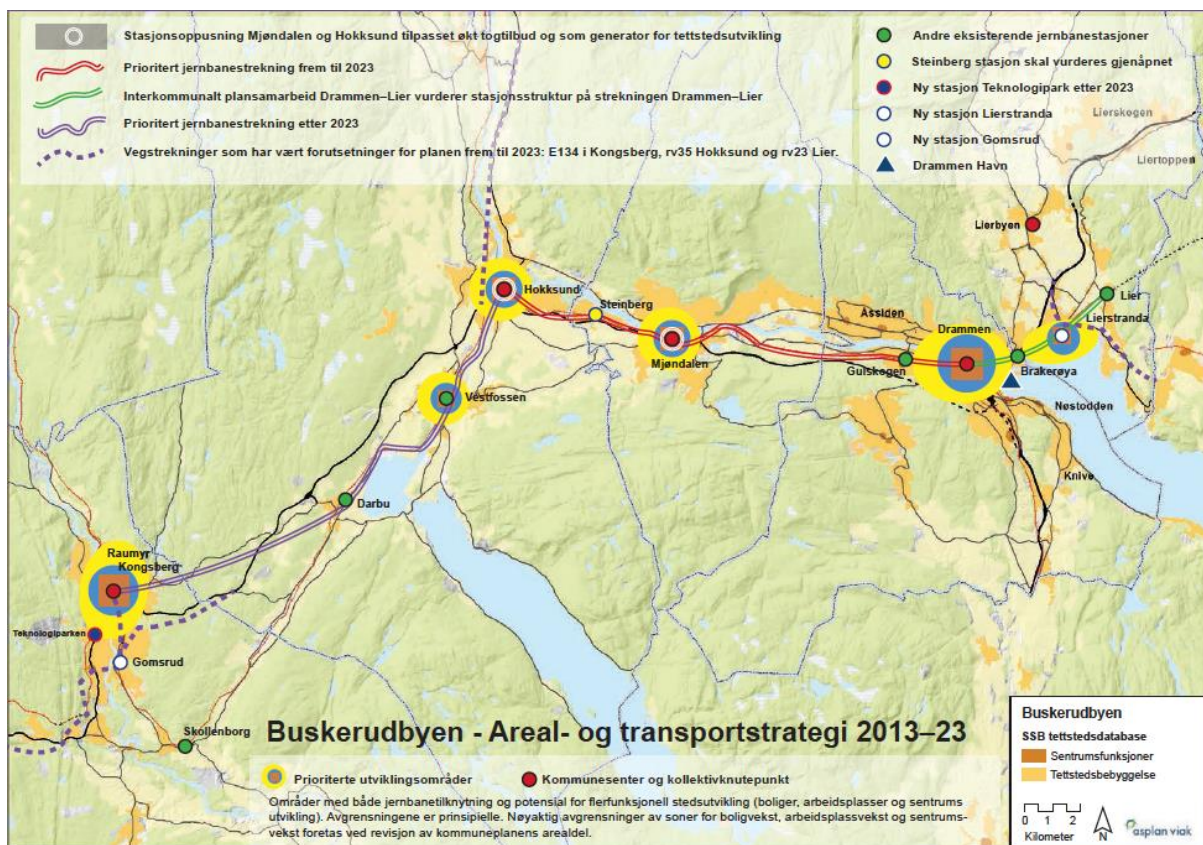 Stasjonsoppusning Mjøndalen og Hokksund tilpasset økt togtilbud og som generator for tettstedsutvikling
Prioritert jernbanestrekning frem til 2023
Interkommunalt plansamarbeid Drammen–Lier vurderer stasjonsstruktur på strekningen Drammen–Lier
Prioritert jernbanestrekning etter 2023
Vegstrekninger som har vært forutsetninger for planen frem til 2023: E134 i Kongsberg, rv35 Hokksund og rv23 Lier.
Andre eksisterende jernbanestasjoner
Steinberg stasjon skal vurderes gjenåpnet
Ny stasjon Teknologipark etter 2023
Ny stasjon Lierstranda
Ny stasjon Gomsrud
Drammen Havn
Lierskogen
Liertoppen
Lierbyen
Hokksund
Steinberg
Mjøndalen
Åssiden
Drammen
Gulskogen
Lier
Lierstranda
Brakerøya
Nøstodden
Knive
Vestfossen
Darbu
Raumyr
Kongsberg
Teknologiparken
Gomsrud
Skollenborg
Buskerudbyen - Areal- og transportstrategi 2013–23
Prioriterte utviklingsområder
Kommunesenter og kollektivknutepunkt
Områder med både jernbanetilknytning og potensial for flerfunksjonell stedsutvikling (boliger, arbeidsplasser og sentrums
utvikling). Avgrensningene er prinsipielle. Nøyaktig avgrensninger av soner for boligvekst, arbeidsplassvekst og sentrums-
vekst foretas ved revisjon av kommuneplanens arealdel.
Buskerudbyen
SSB tettstedsdatabase
Sentrumsfunksjoner
Tettstedsbebyggelse
0 1 2
Kilometer
N
asplan viak